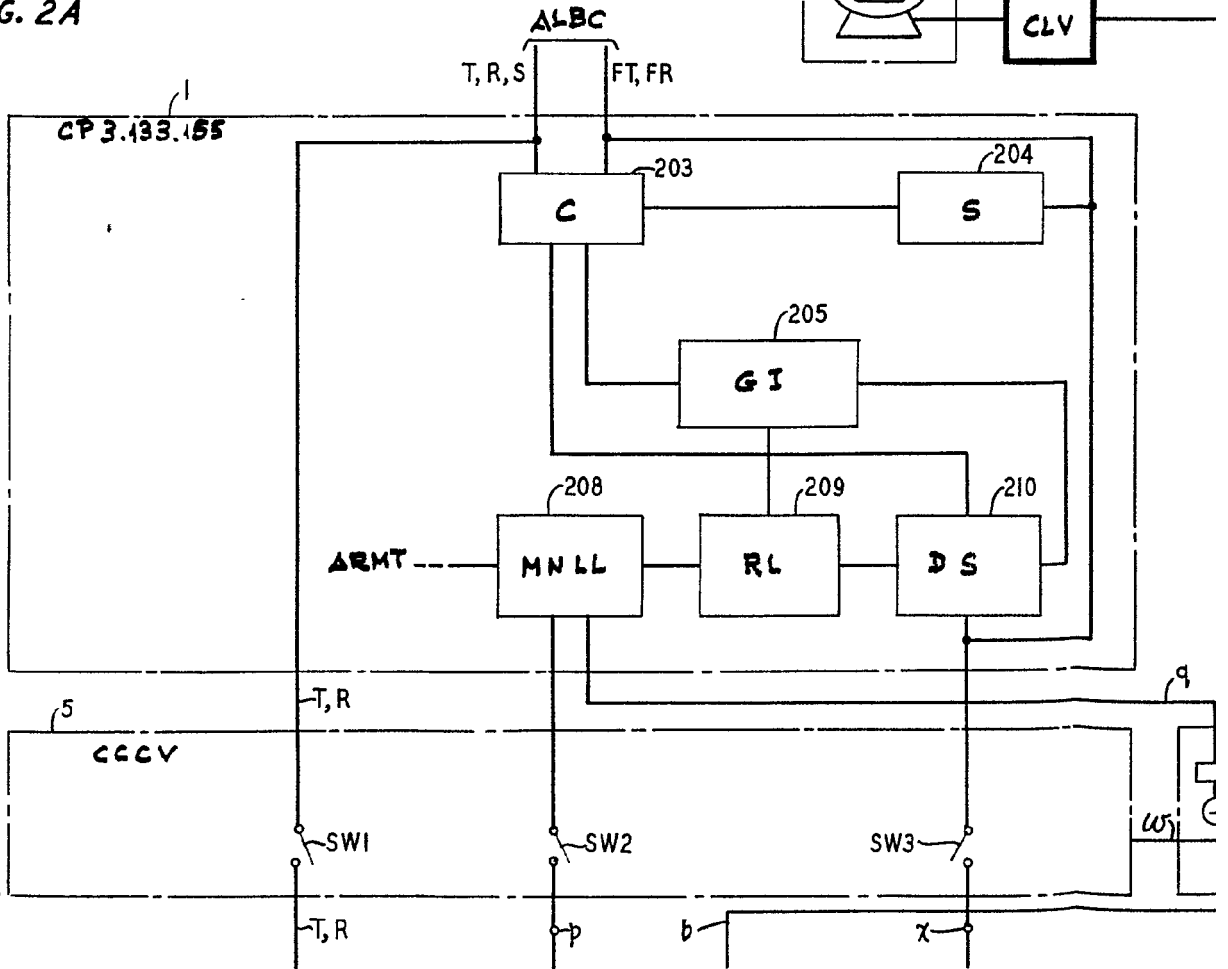 G. 2A
ALBC
CLV
T, R, S
FT, FR
1
CP 3.133.155
203
204
C
S
205
GI
208
209
210
ARMT
MNLL
RL
DS
T, R
q
5
CCCV
SW1
SW2
SW3
w
T, R
p
b
x